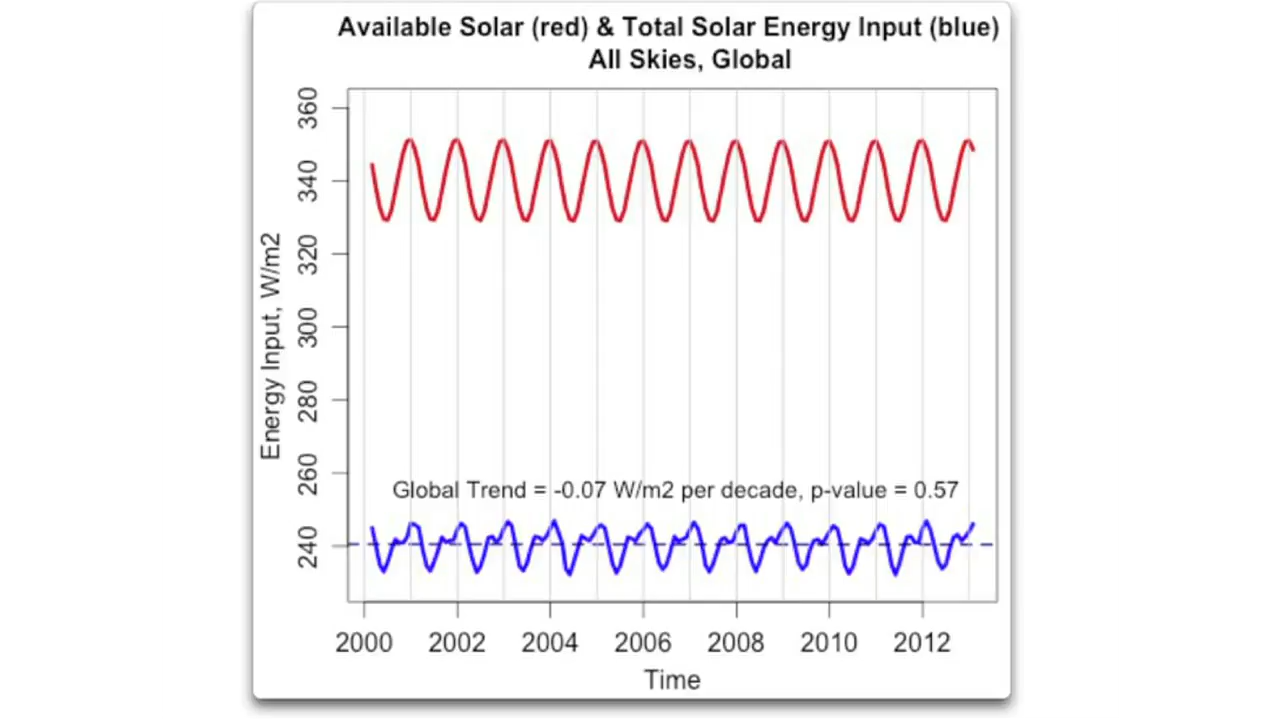 Available Solar (red) & Total Solar Energy Input (blue)
All Skies, Global
360
340
320
300
280
260
240
Energy Input, W/m2
Global Trend = -0.07 W/m2 per decade, p-value = 0.57
2000 2002 2004 2006 2008 2010 2012
Time